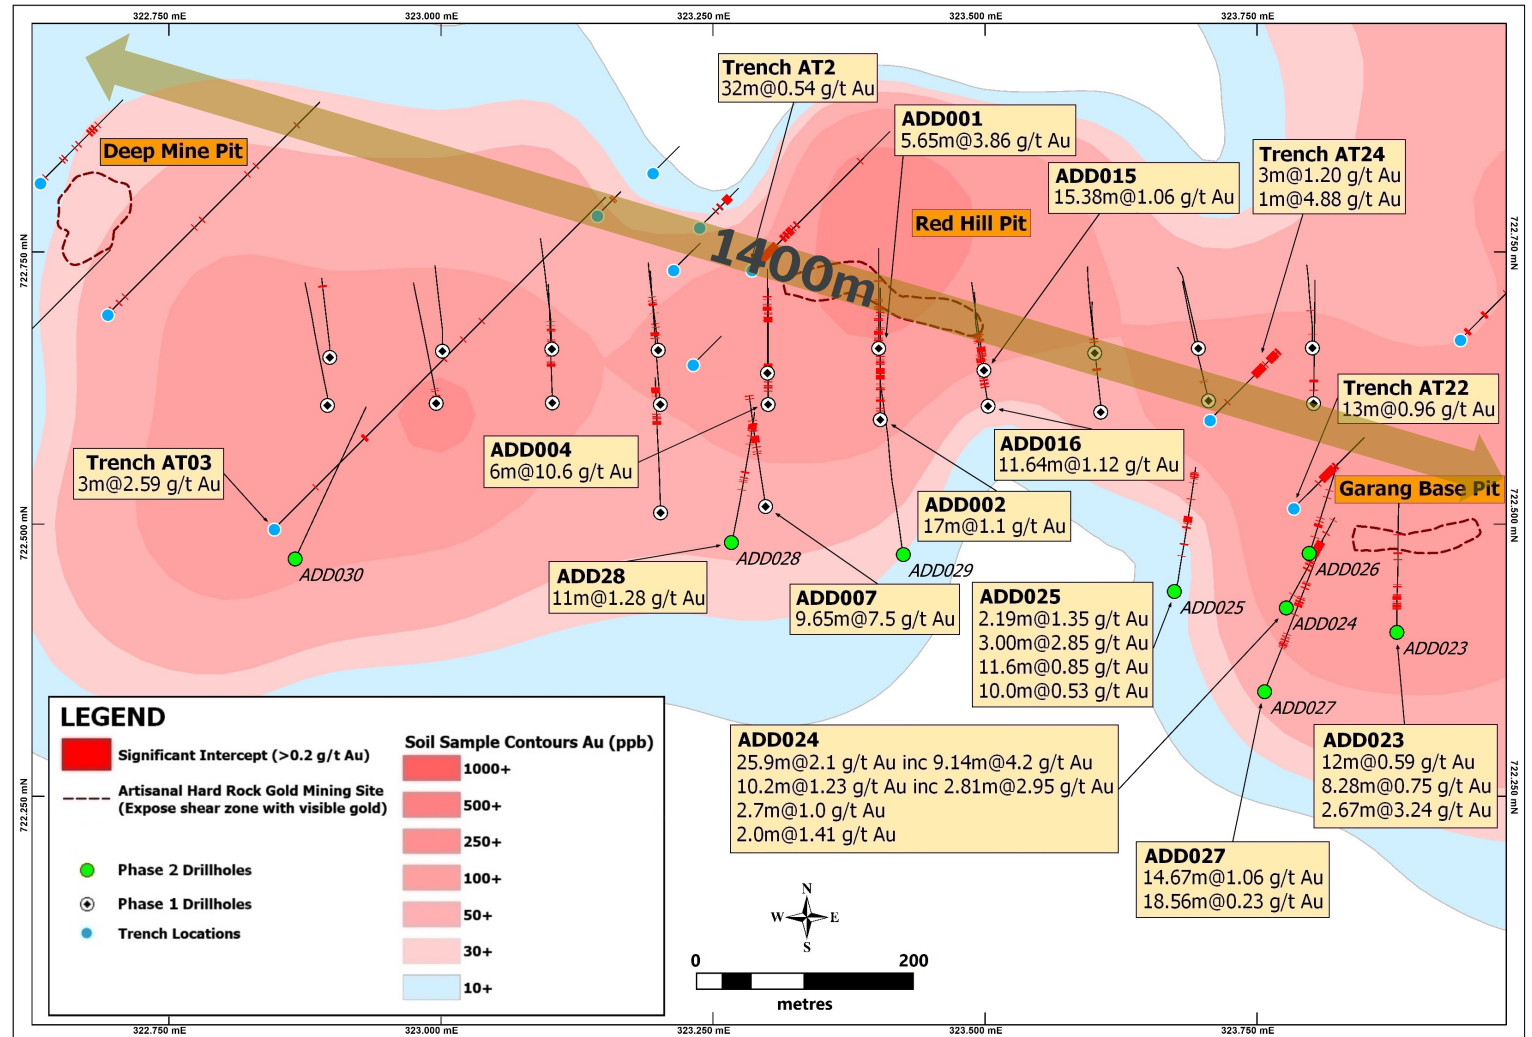 322.750 mE
323.000 mE
323.250 mE
323.500 mE
323.750 mE
722.750 mN
722.500 mN
722.250 mN
722.750 mN
722.500 mN
722.250 mN
Deep Mine Pit
Trench AT2
32m@0.54 g/t Au
ADD001
5.65m@3.86 g/t Au
ADD015
15.38m@1.06 g/t Au
Trench AT24
3m@1.20 g/t Au
1m@4.88 g/t Au
Red Hill Pit
1400m
Trench AT22
13m@0.96 g/t Au
Trench AT03
3m@2.59 g/t Au
ADD004
6m@10.6 g/t Au
ADD016
11.64m@1.12 g/t Au
ADD002
17m@1.1 g/t Au
Garang Base Pit
ADD030
ADD028
ADD029
ADD28
11m@1.28 g/t Au
ADD007
9.65m@7.5 g/t Au
ADD025
2.19m@1.35 g/t Au
3.00m@2.85 g/t Au
11.6m@0.85 g/t Au
10.0m@0.53 g/t Au
ADD025
ADD026
ADD024
ADD023
ADD027
ADD024
25.9m@2.1 g/t Au inc 9.14m@4.2 g/t Au
10.2m@1.23 g/t Au inc 2.81m@2.95 g/t Au
2.7m@1.0 g/t Au
2.0m@1.41 g/t Au
ADD023
12m@0.59 g/t Au
8.28m@0.75 g/t Au
2.67m@3.24 g/t Au
ADD027
14.67m@1.06 g/t Au
18.56m@0.23 g/t Au
LEGEND
Significant Intercept (>0.2 g/t Au)
Artisanal Hard Rock Gold Mining Site
(Expose shear zone with visible gold)
Phase 2 Drillholes
Phase 1 Drillholes
Trench Locations
Soil Sample Contours Au (ppb)
1000+
500+
250+
100+
50+
30+
10+
N
W E
S
0 200
metres
322.750 mE
323.000 mE
323.250 mE
323.500 mE
323.750 mE